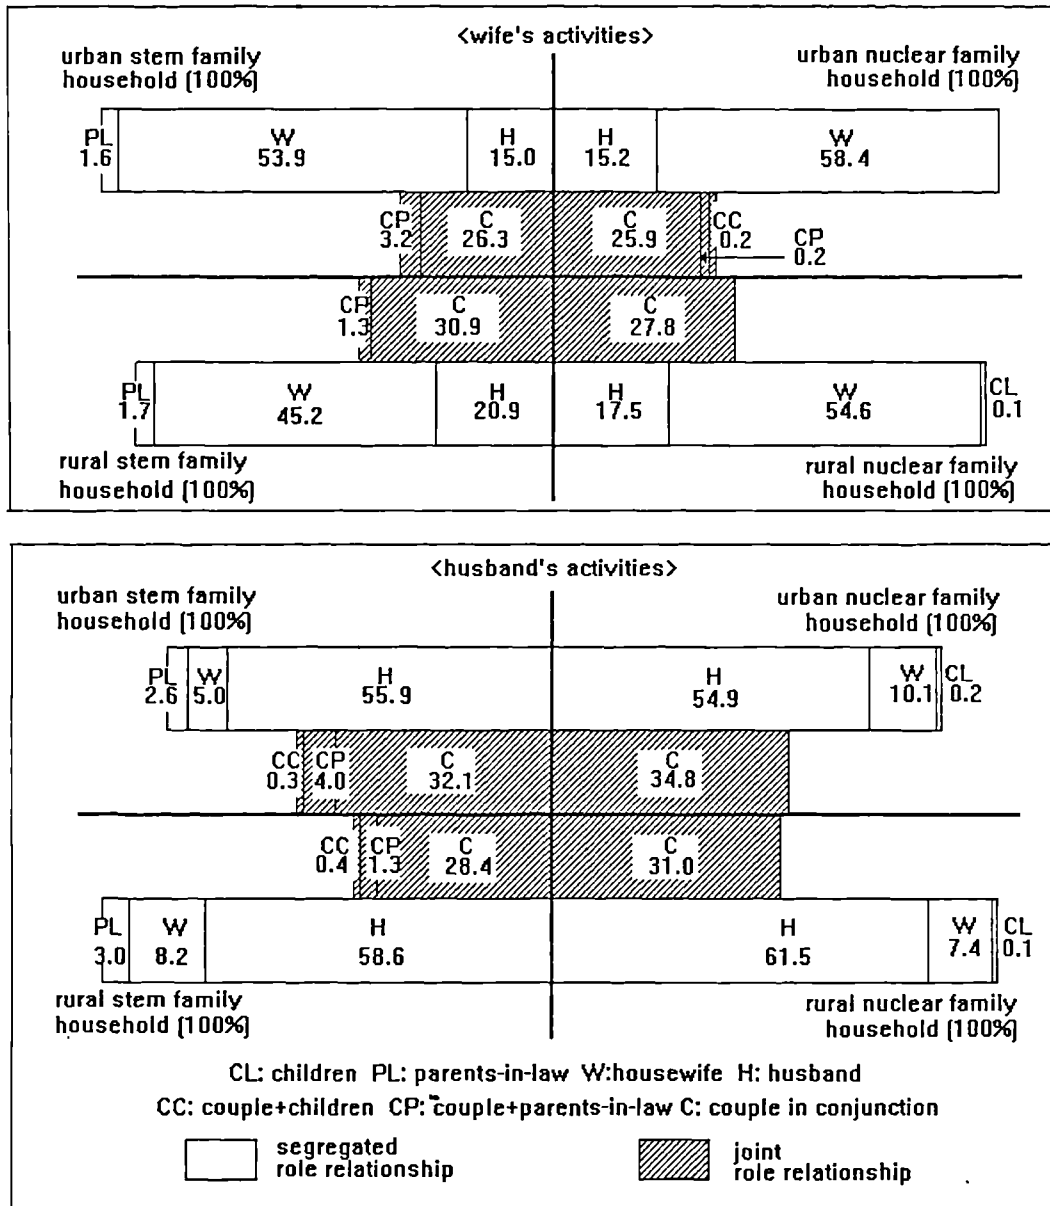 <wife's activities>
urban stem family
household (100%)
urban nuclear family
household (100%)
PL
1.6
W
53.9
H
15.0
H
15.2
W
58.4
CP
3.2
C
26.3
C
25.9
CC
0.2
CP
0.2
CP
1.3
C
30.9
C
27.8
PL
1.7
W
45.2
H
20.9
H
17.5
W
54.6
CL
0.1
rural stem family
household (100%)
rural nuclear family
household (100%)
<husband's activities>
urban stem family
household (100%)
urban nuclear family
household (100%)
PL
2.6
W
5.0
H
55.9
H
54.9
W
10.1
CL
0.2
CC
0.3
CP
4.0
C
32.1
C
34.8
CC
0.4
CP
1.3
C
28.4
C
31.0
PL
3.0
W
8.2
H
58.6
H
61.5
W
7.4
CL
0.1
rural stem family
household (100%)
rural nuclear family
household (100%)
CL: children PL: parents-in-law W:housewife H: husband
CC: couple+children CP: couple+parents-in-law C: couple in conjunction
segregated
role relationship
joint
role relationship